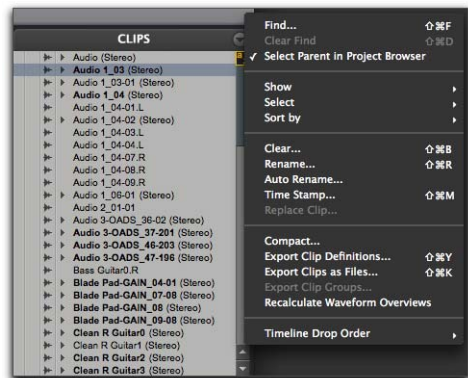 CLIPS
Audio (Stereo)
Audio 1_03 (Stereo)
Audio 1_03-01 (Stereo)
Audio 1_04 (Stereo)
Audio 1_04-01.L
Audio 1_04-02 (Stereo)
Audio 1_04-03.L
Audio 1_04-04.L
Audio 1_04-07.R
Audio 1_04-08.R
Audio 1_04-09.R
Audio 1_06-01 (Stereo)
Audio 2_01-01
Audio 3-OADS_36-02 (Stereo)
Audio 3-OADS_37-201 (Stereo)
Audio 3-OADS_46-203 (Stereo)
Audio 3-OADS_47-196 (Stereo)
Bass Guitar0.R
Blade Pad-GAIN_04-01 (Stereo)
Blade Pad-GAIN_07-08 (Stereo)
Blade Pad-GAIN_08 (Stereo)
Blade Pad-GAIN_09-08 (Stereo)
Clean R Guitar0 (Stereo)
Clean R Guitar1 (Stereo)
Clean R Guitar2 (Stereo)
Clean R Guitar3 (Stereo)
Find... ⇧⌘F
Clear Find ⇧⌘D
✓ Select Parent in Project Browser
Show
Select
Sort by
Clear... ⇧⌘B
Rename... ⇧⌘R
Auto Rename...
Time Stamp... ⇧⌘M
Replace Clip...
Compact...
Export Clip Definitions... ⇧⌘Y
Export Clips as Files... ⇧⌘K
Export Clip Groups...
Recalculate Waveform Overviews
Timeline Drop Order